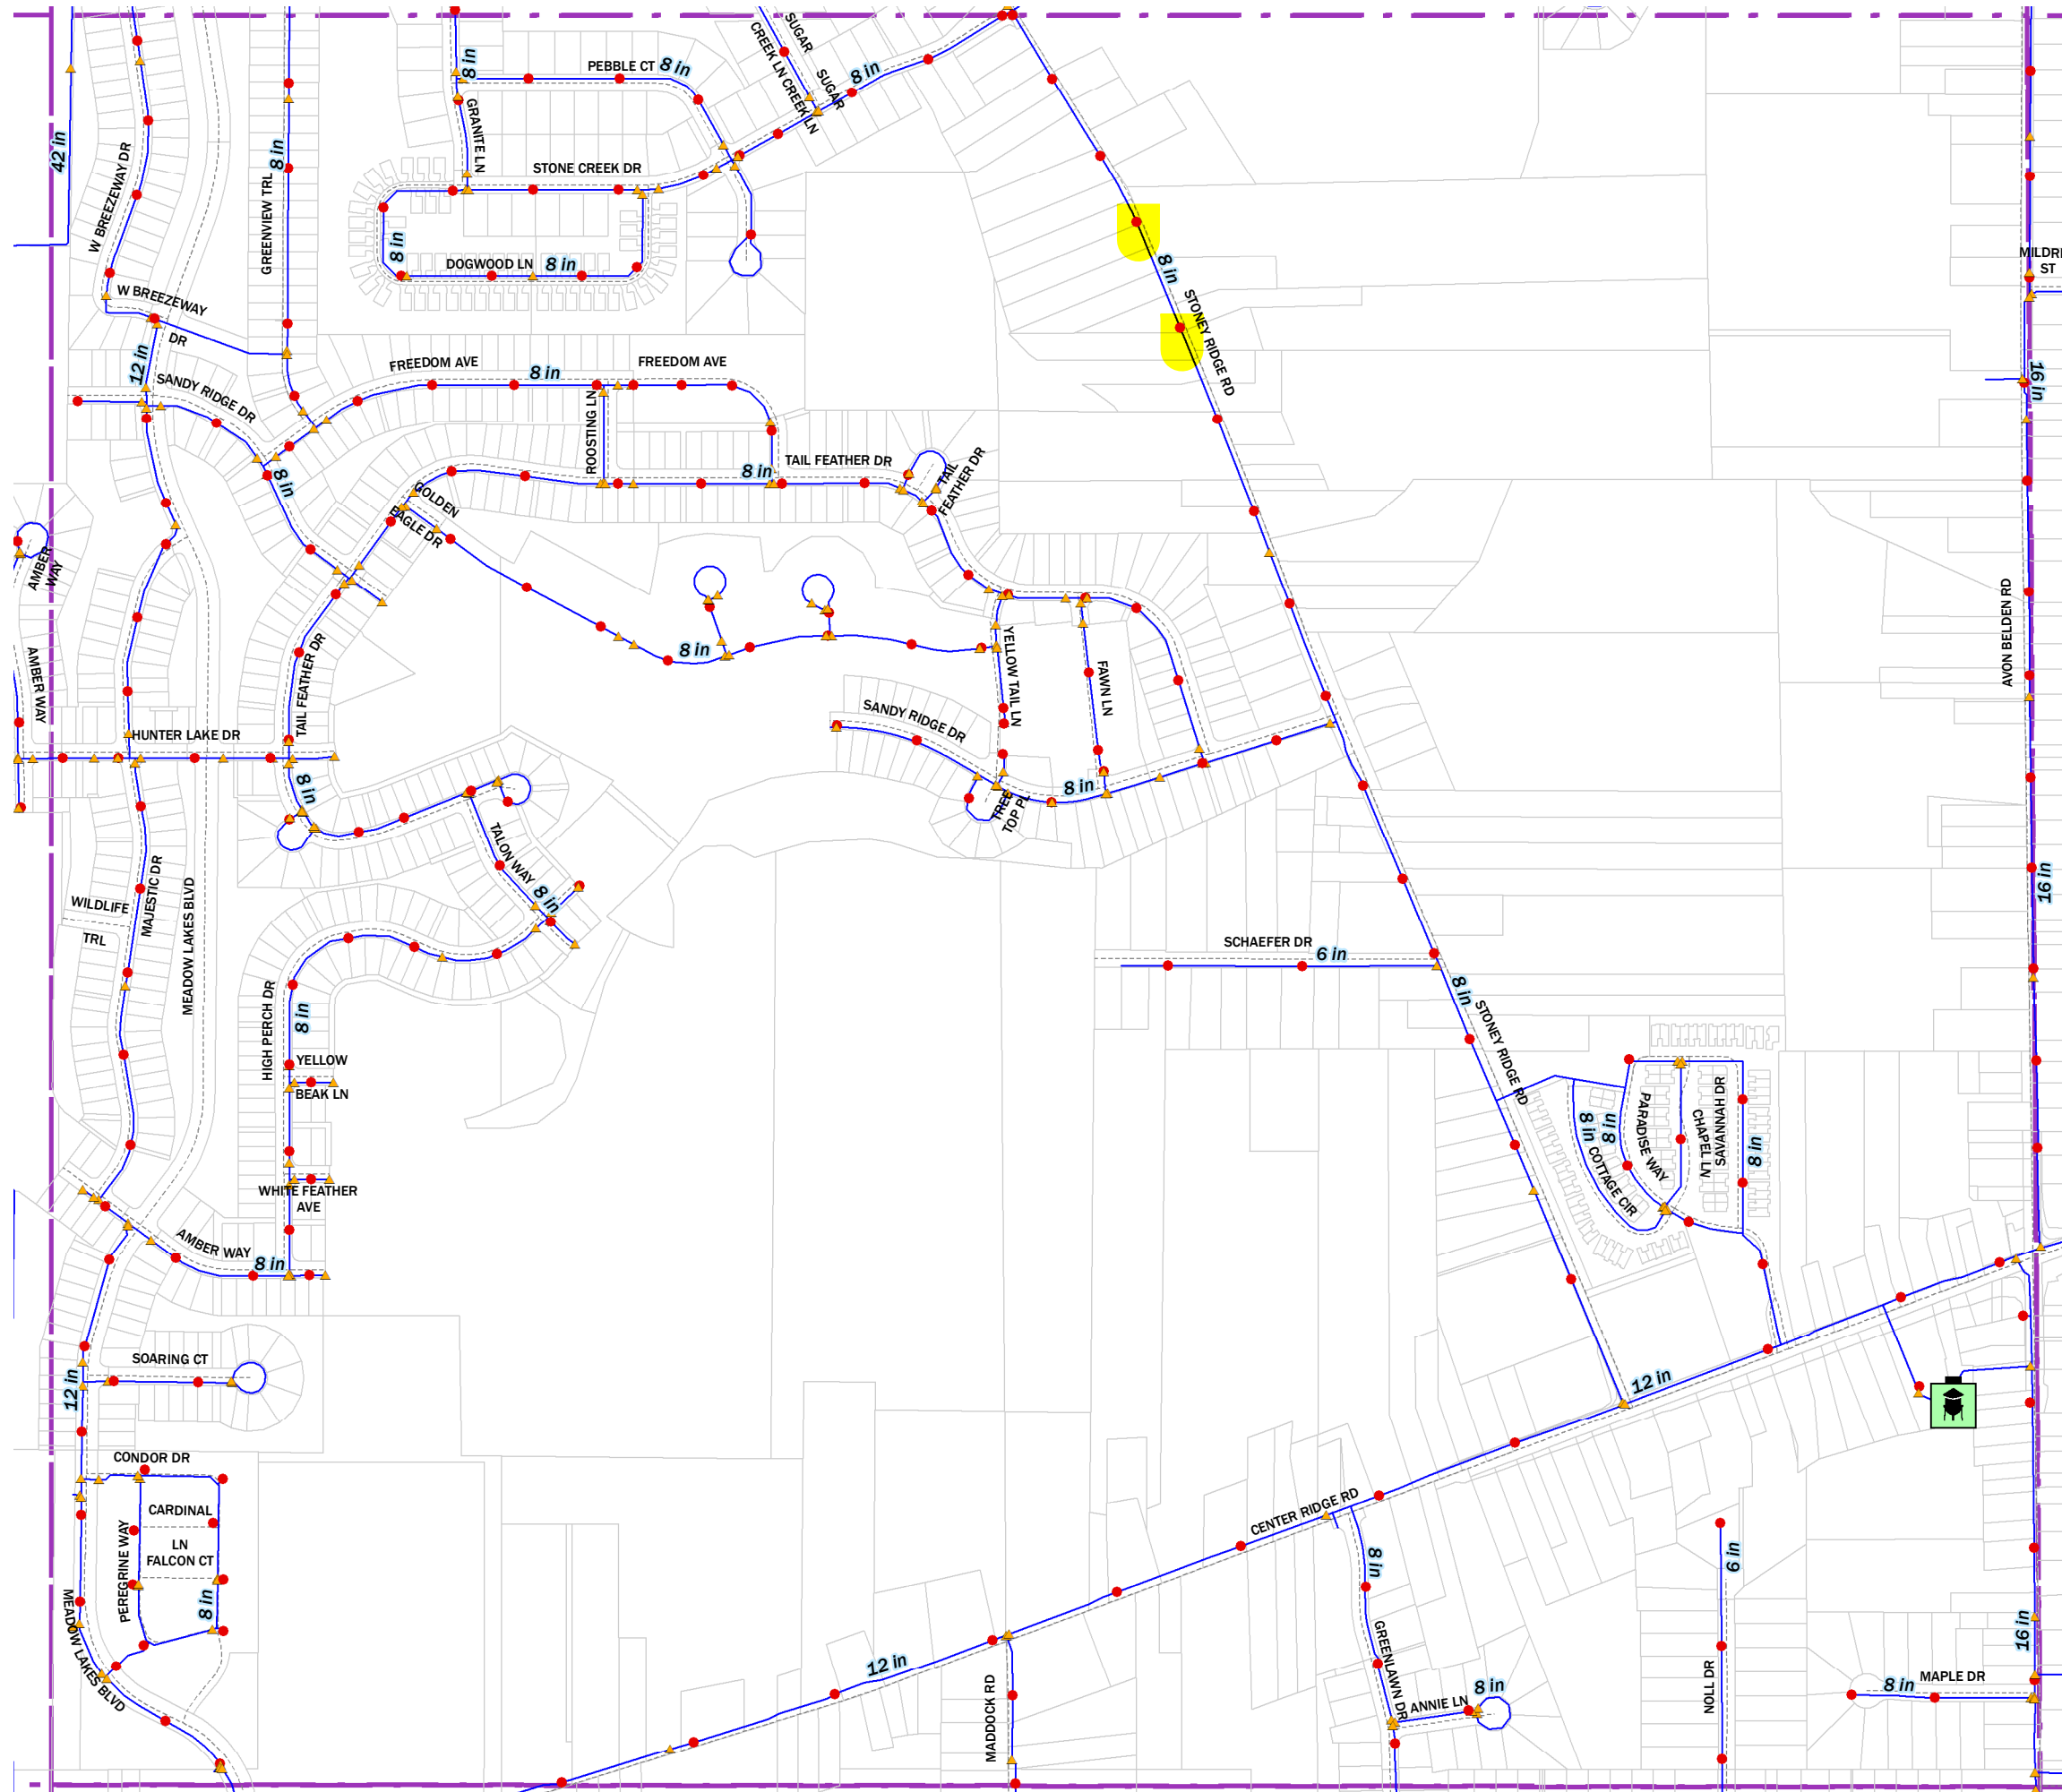 SUGAR
CREEK LN
SUGAR
CREEK LN
8 in
PEBBLE CT
8 in
8 in
42 in
8 in
GRANITE LN
STONE CREEK DR
W BREEZEWAY DR
GREENVIEW TRL
8 in
DOGWOOD LN
8 in
8 in
STONEY RIDGE RD
MILDRE
ST
W BREEZEWAY
DR
12 in
SANDY RIDGE DR
FREEDOM AVE
8 in
FREEDOM AVE
16 in
ROOSTING LN
8 in
TAIL FEATHER DR
TAIL
FEATHER DR
8 in
GOLDEN
EAGLE DR
AMBER
WAY
AVON BELDEN RD
8 in
TAIL FEATHER DR
YELLOW TAIL LN
FAWN LN
AMBER WAY
SANDY RIDGE DR
HUNTER LAKE DR
8 in
8 in
TREE
TOP PL
TALON WAY
8 in
MAJESTIC DR
MEADOW LAKES BLVD
WILDLIFE
TRL
16 in
SCHAEFER DR
6 in
8 in
STONEY RIDGE RD
HIGH PERCH DR
8 in
YELLOW
BEAK LN
8 in
8 in
COTTAGE CIR
PARADISE WAY
CHAPEL LN
SAVANNAH DR
8 in
WHITE FEATHER
AVE
AMBER WAY
8 in
SOARING CT
12 in
12 in
CONDOR DR
CARDINAL
LN
FALCON CT
PEREGRINE WAY
8 in
MEADOW LAKES BLVD
CENTER RIDGE RD
8 in
6 in
GREENLAWN DR
12 in
MADDOCK RD
ANNIE LN
8 in
NOLL DR
8 in
MAPLE DR
16 in